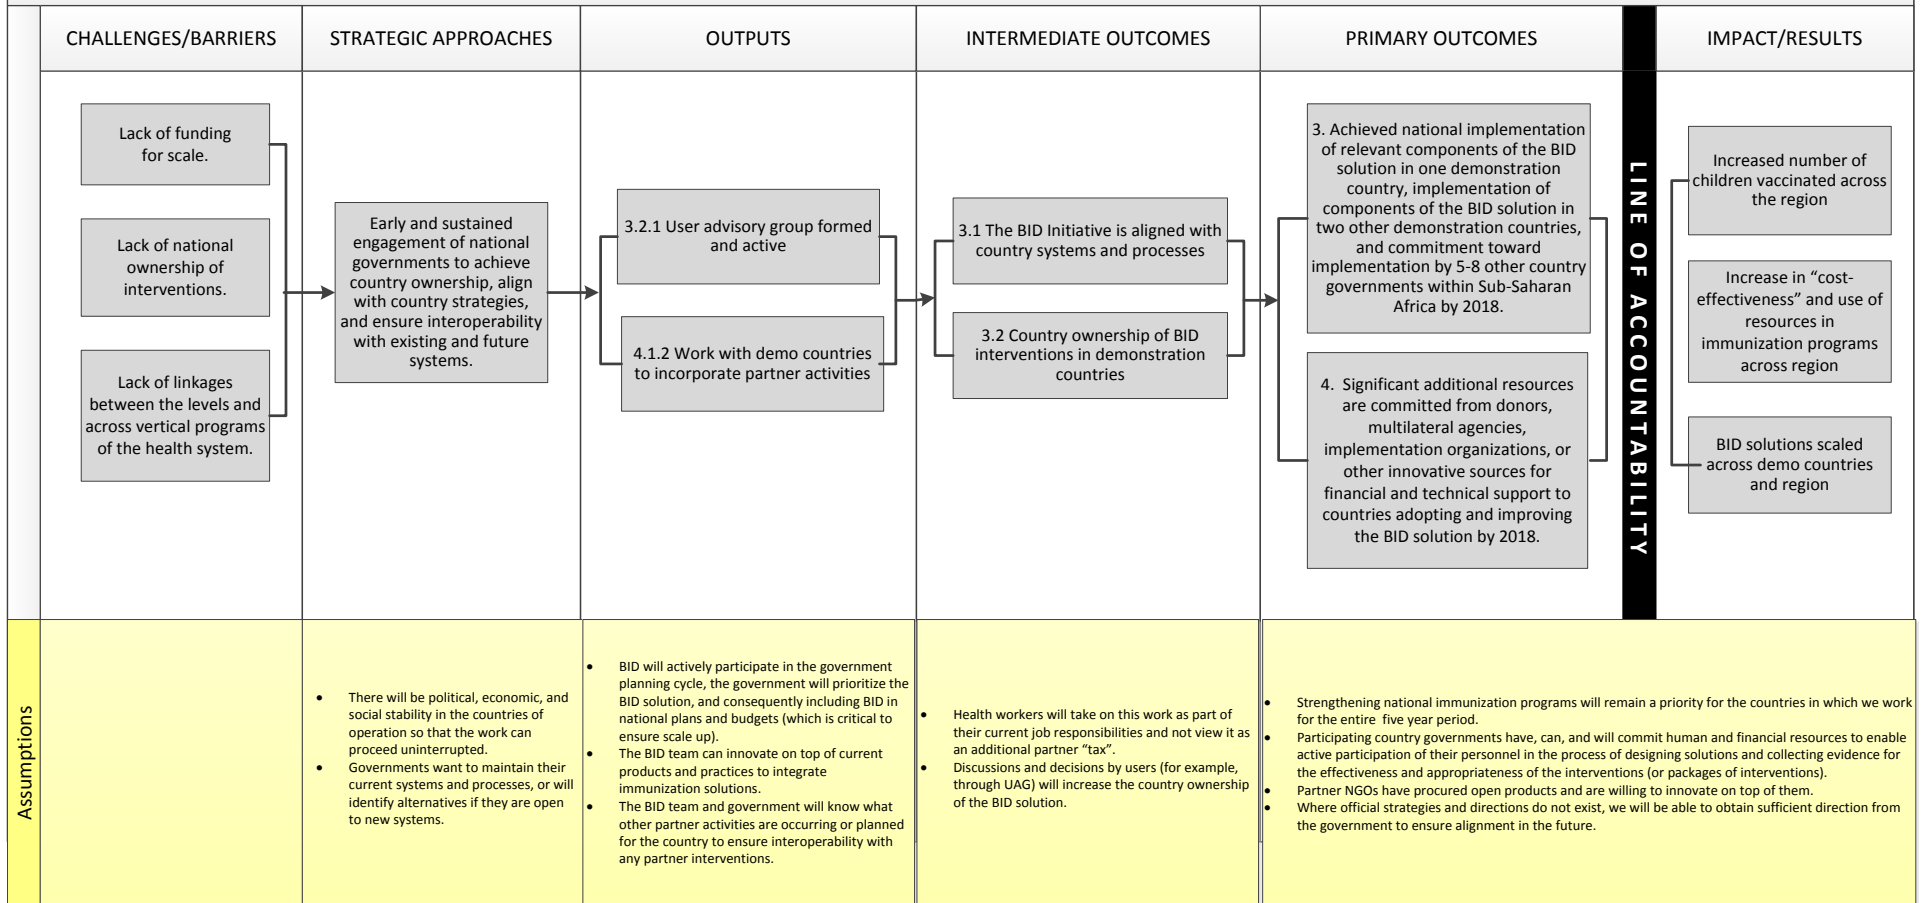 CHALLENGES/BARRIERS
STRATEGIC APPROACHES
OUTPUTS
INTERMEDIATE OUTCOMES
PRIMARY OUTCOMES
IMPACT/RESULTS
Lack of funding
for scale.
Lack of national
ownership of
interventions.
Lack of linkages
between the levels and
across vertical programs
of the health system.
Early and sustained
engagement of national
governments to achieve
country ownership, align
with country strategies,
and ensure interoperability
with existing and future
systems.
3.2.1 User advisory group formed
and active
4.1.2 Work with demo countries
to incorporate partner activities
3.1 The BID Initiative is aligned with
country systems and processes
3.2 Country ownership of BID
interventions in demonstration
countries
3. Achieved national implementation
of relevant components of the BID
solution in one demonstration
country, implementation of
components of the BID solution in
two other demonstration countries,
and commitment toward
implementation by 5-8 other country
governments within Sub-Saharan
Africa by 2018.
4. Significant additional resources
are committed from donors,
multilateral agencies,
implementation organizations, or
other innovative sources for
financial and technical support to
countries adopting and improving
the BID solution by 2018.
LINE OF ACCOUNTABILITY
Increased number of
children vaccinated across
the region
Increase in “cost-
effectiveness” and use of
resources in
immunization programs
across region
BID solutions scaled
across demo countries
and region
Assumptions
• There will be political, economic, and
social stability in the countries of
operation so that the work can
proceed uninterrupted.
• Governments want to maintain their
current systems and processes, or will
identify alternatives if they are open
to new systems.
• BID will actively participate in the government
planning cycle, the government will prioritize the
BID solution, and consequently including BID in
national plans and budgets (which is critical to
ensure scale up).
• The BID team can innovate on top of current
products and practices to integrate
immunization solutions.
• The BID team and government will know what
other partner activities are occurring or planned
for the country to ensure interoperability with
any partner interventions.
• Health workers will take on this work as part of
their current job responsibilities and not view it as
an additional partner “tax”.
• Discussions and decisions by users (for example,
through UAG) will increase the country ownership
of the BID solution.
• Strengthening national immunization programs will remain a priority for the countries in which we work
for the entire five year period.
• Participating country governments have, can, and will commit human and financial resources to enable
active participation of their personnel in the process of designing solutions and collecting evidence for
the effectiveness and appropriateness of the interventions (or packages of interventions).
• Partner NGOs have procured open products and are willing to innovate on top of them.
• Where official strategies and directions do not exist, we will be able to obtain sufficient direction from
the government to ensure alignment in the future.